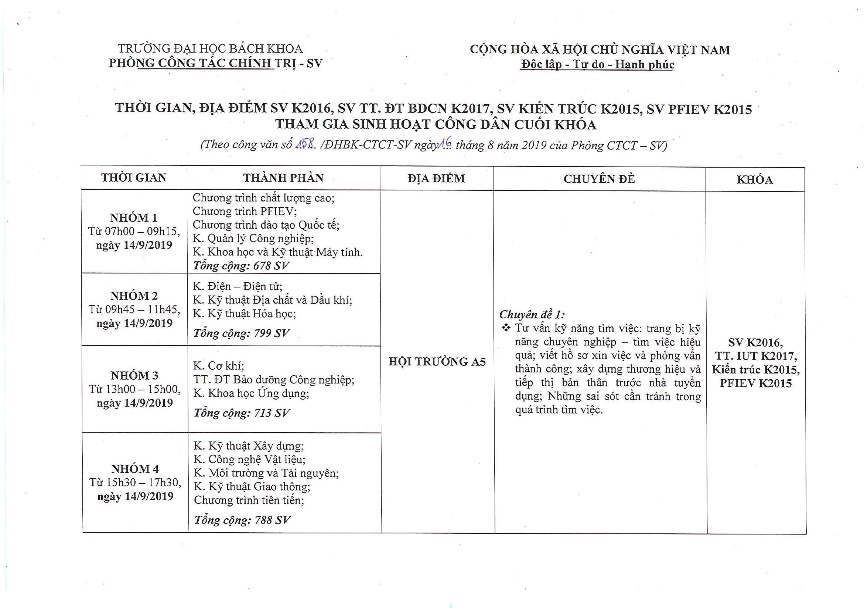 TRƯỜNG ĐẠI HỌC BÁCH KHOA
PHÒNG CÔNG TÁC CHÍNH TRỊ - SV
CỘNG HÒA XÃ HỘI CHỦ NGHĨA VIỆT NAM
Độc lập - Tự do - Hạnh phúc
THỜI GIAN, ĐỊA ĐIỂM SV K2016, SV TT. ĐT BDCN K2017, SV KIẾN TRÚC K2015, SV PFIEV K2015
THAM GIA SINH HOẠT CÔNG DÂN CUỐI KHÓA
(Theo công văn số /ĐHBK-CTCT-SV ngày 16 tháng 8 năm 2019 của Phòng CTCT – SV)
THỜI GIAN
THÀNH PHẦN
ĐỊA ĐIỂM
CHUYÊN ĐỀ
KHÓA
NHÓM 1
Từ 07h00 – 09h15,
ngày 14/9/2019
Chương trình chất lượng cao;
Chương trình PFIEV;
Chương trình đào tạo Quốc tế;
K. Quản lý Công nghiệp;
K. Khoa học và Kỹ thuật Máy tính.
Tổng cộng: 678 SV
NHÓM 2
Từ 09h45 – 11h45,
ngày 14/9/2019
K. Điện – Điện tử;
K. Kỹ thuật Địa chất và Dầu khí;
K. Kỹ thuật Hóa học;
Tổng cộng: 799 SV
NHÓM 3
Từ 13h00 – 15h00,
ngày 14/9/2019
K. Cơ khí;
TT. ĐT Bảo dưỡng Công nghiệp;
K. Khoa học Ứng dụng;
Tổng cộng: 713 SV
NHÓM 4
Từ 15h30 – 17h30,
ngày 14/9/2019
K. Kỹ thuật Xây dựng;
K. Công nghệ Vật liệu;
K. Môi trường và Tài nguyên;
K. Kỹ thuật Giao thông;
Chương trình tiên tiến;
Tổng cộng: 788 SV
HỘI TRƯỜNG A5
Chuyên đề 1:
❖ Tư vấn kỹ năng tìm việc: trang bị kỹ
năng chuyên nghiệp – tìm việc hiệu
quả; viết hồ sơ xin việc và phỏng vấn
thành công; xây dựng thương hiệu và
tiếp thị bản thân trước nhà tuyển
dụng; Những sai sót cần tránh trong
quá trình tìm việc.
SV K2016,
TT. IUT K2017,
Kiến trúc K2015,
PFIEV K2015